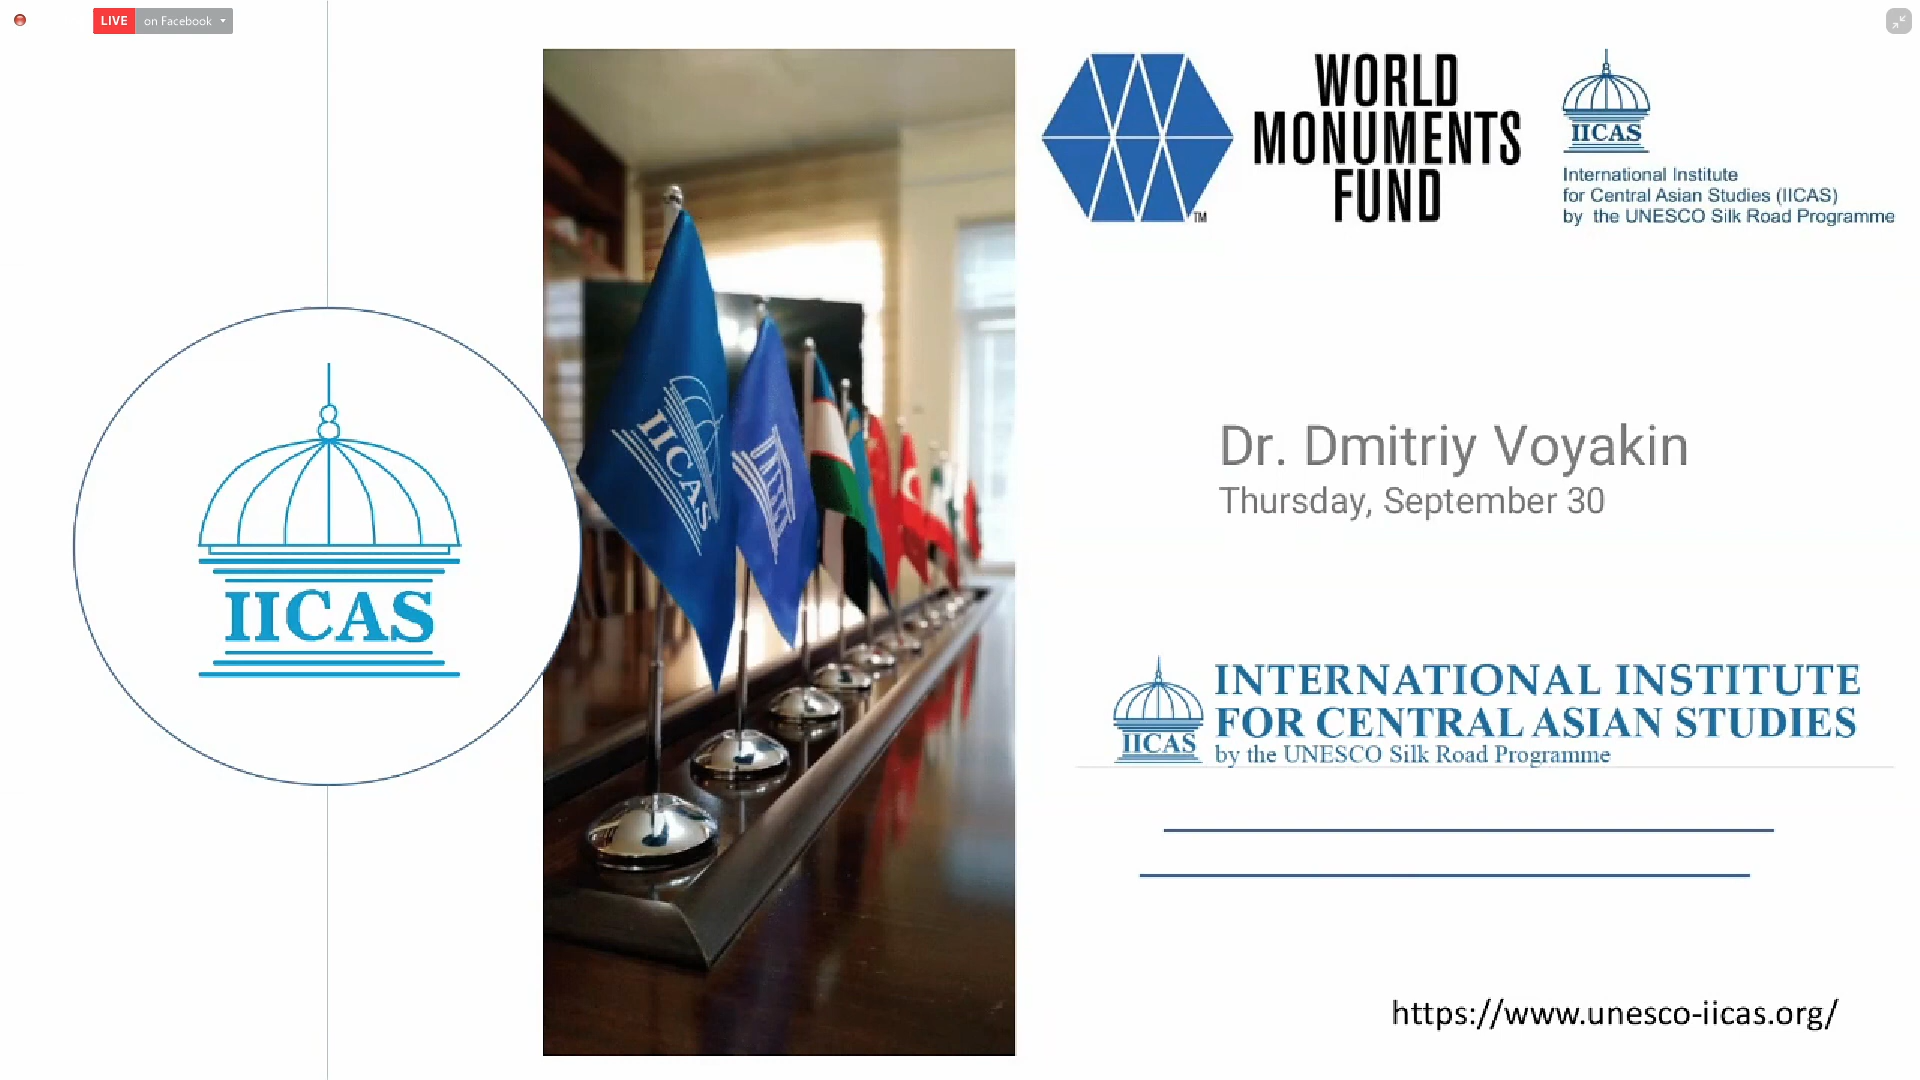 LIVE on Facebook
IICAS
IICAS
WORLD
MONUMENTS
FUND
TM
IICAS
International Institute
for Central Asian Studies (IICAS)
by the UNESCO Silk Road Programme
Dr. Dmitriy Voyakin
Thursday, September 30
IICAS
INTERNATIONAL INSTITUTE
FOR CENTRAL ASIAN STUDIES
by the UNESCO Silk Road Programme
https://www.unesco-iicas.org/